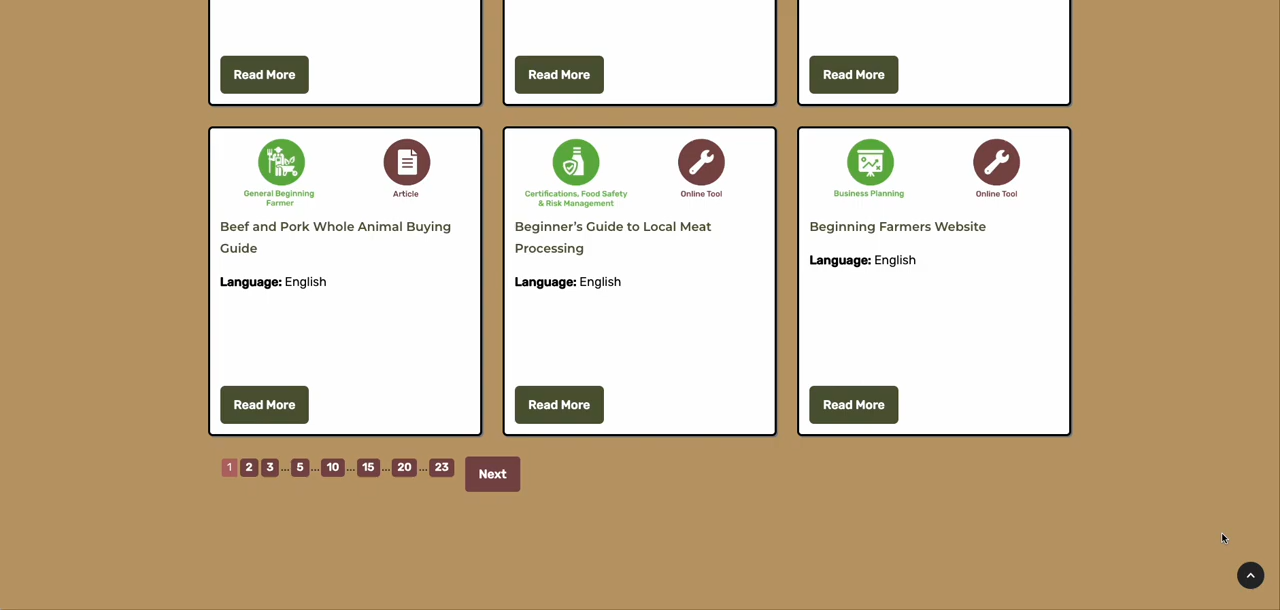 Read More
Read More
Read More
General Beginning
Farmer
Article
Certifications, Food Safety
& Risk Management
Online Tool
Business Planning
Online Tool
Beef and Pork Whole Animal Buying
Guide
Language: English
Beginner’s Guide to Local Meat
Processing
Language: English
Beginning Farmers Website
Language: English
Read More
Read More
Read More
1 2 3 ... 5 ... 10 ... 15 ... 20 ... 23 Next